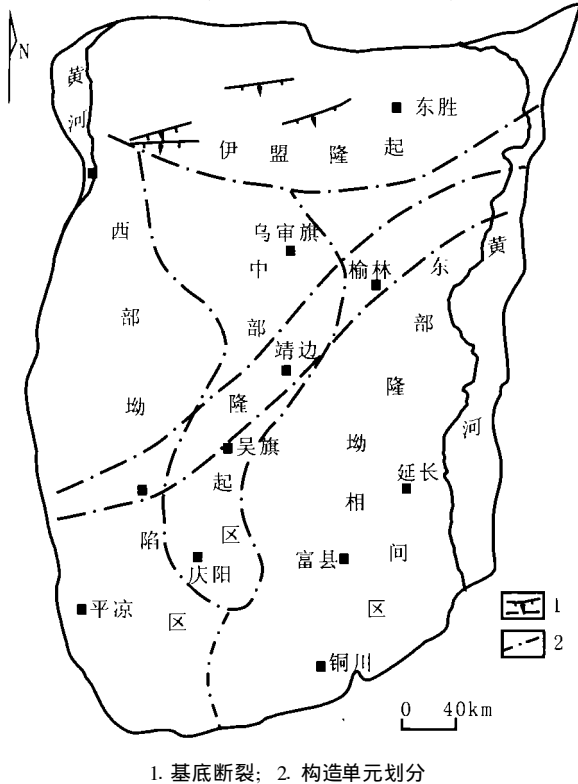 N
黄河
东胜
伊盟隆起
乌审旗
西部坳陷区
中部隆起区
榆林
东部隆坳相间区
黄河
靖边
吴旗
延长
庆阳
富县
平凉
铜川
1
2
0 40km
1. 基底断裂; 2. 构造单元划分